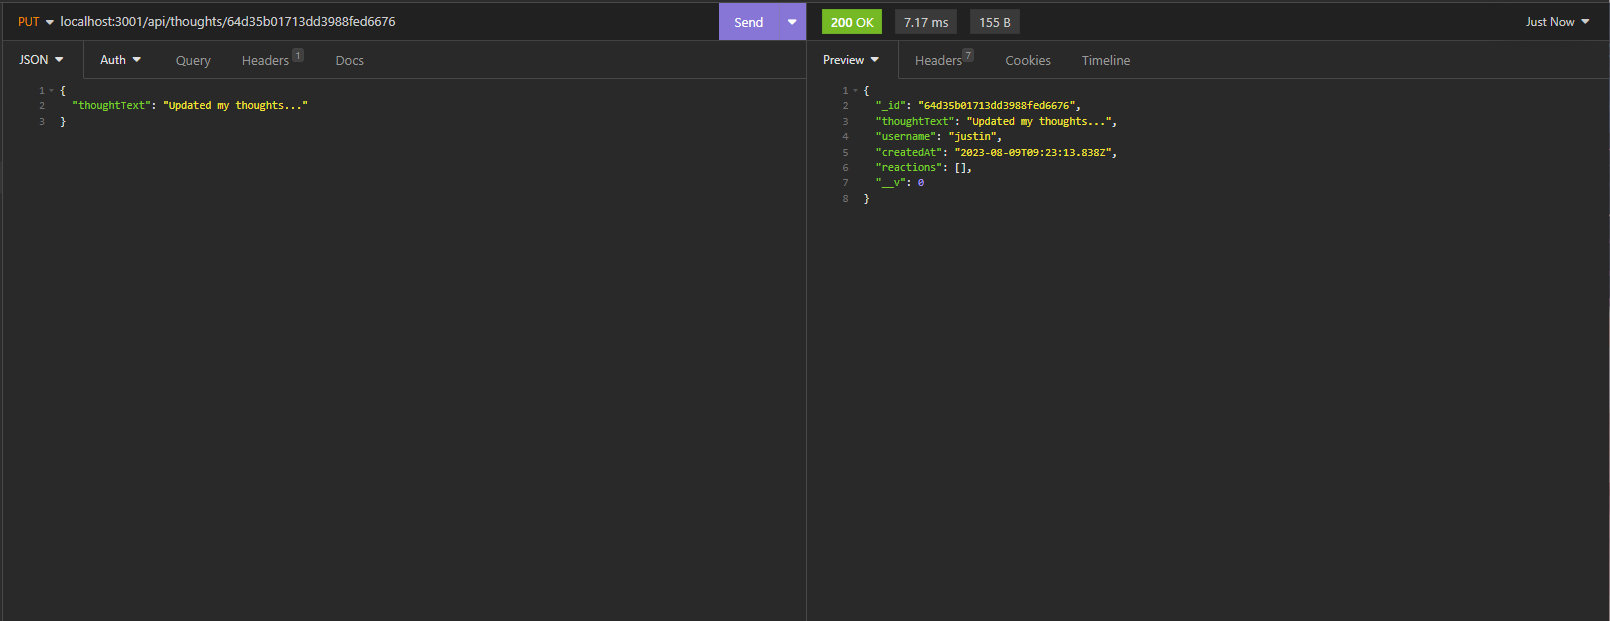 PUT localhost:3001/api/thoughts/64d35b01713dd3988fed6676 Send
JSON Auth Query Headers 1 Docs
1 {
2 "thoughtText": "Updated my thoughts..."
3 }
200 OK 7.17 ms 155 B Just Now
Preview Headers 7 Cookies Timeline
1 {
2 "_id": "64d35b01713dd3988fed6676",
3 "thoughtText": "Updated my thoughts...",
4 "username": "justin",
5 "createdAt": "2023-08-09T09:23:13.838Z",
6 "reactions": [],
7 "__v": 0
8 }